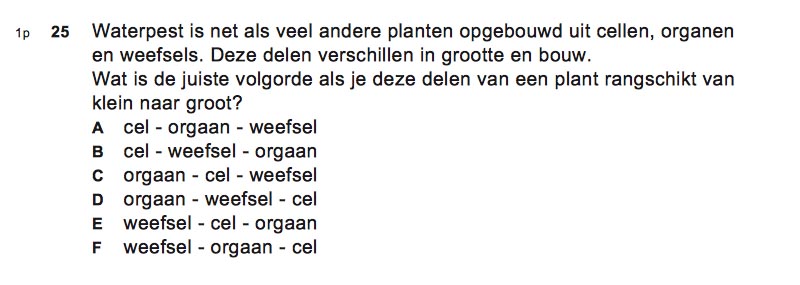 1p 25 Waterpest is net als veel andere planten opgebouwd uit cellen, organen
en weefsels. Deze delen verschillen in grootte en bouw.
Wat is de juiste volgorde als je deze delen van een plant rangschikt van
klein naar groot?
A cel - orgaan - weefsel
B cel - weefsel - orgaan
C orgaan - cel - weefsel
D orgaan - weefsel - cel
E weefsel - cel - orgaan
F weefsel - orgaan - cel